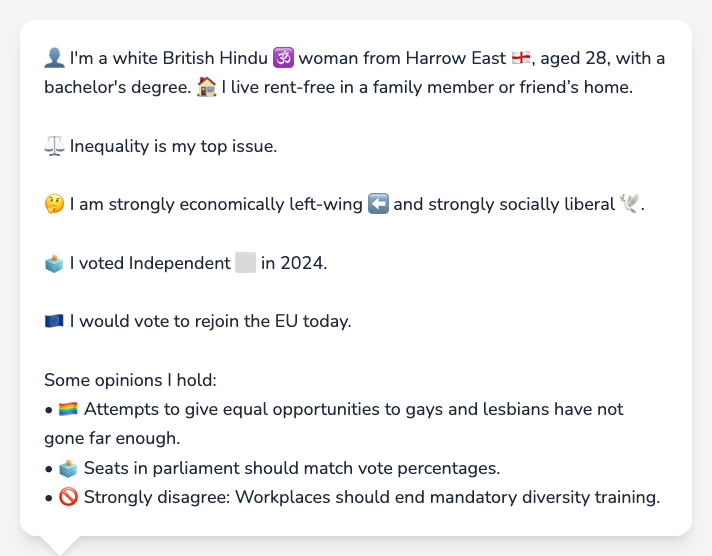 👤 I'm a white British Hindu 🕉️ woman from Harrow East 🏴󠁧󠁢󠁥󠁮󠁧󠁿, aged 28, with a
bachelor's degree. 🏠 I live rent-free in a family member or friend’s home.
⚖️ Inequality is my top issue.
🤔 I am strongly economically left-wing ⬅️ and strongly socially liberal 🕊️.
🗳️ I voted Independent ⬜ in 2024.
🇪🇺 I would vote to rejoin the EU today.
Some opinions I hold:
• 🏳️‍🌈 Attempts to give equal opportunities to gays and lesbians have not
gone far enough.
• 🗳️ Seats in parliament should match vote percentages.
• 🚫 Strongly disagree: Workplaces should end mandatory diversity training.